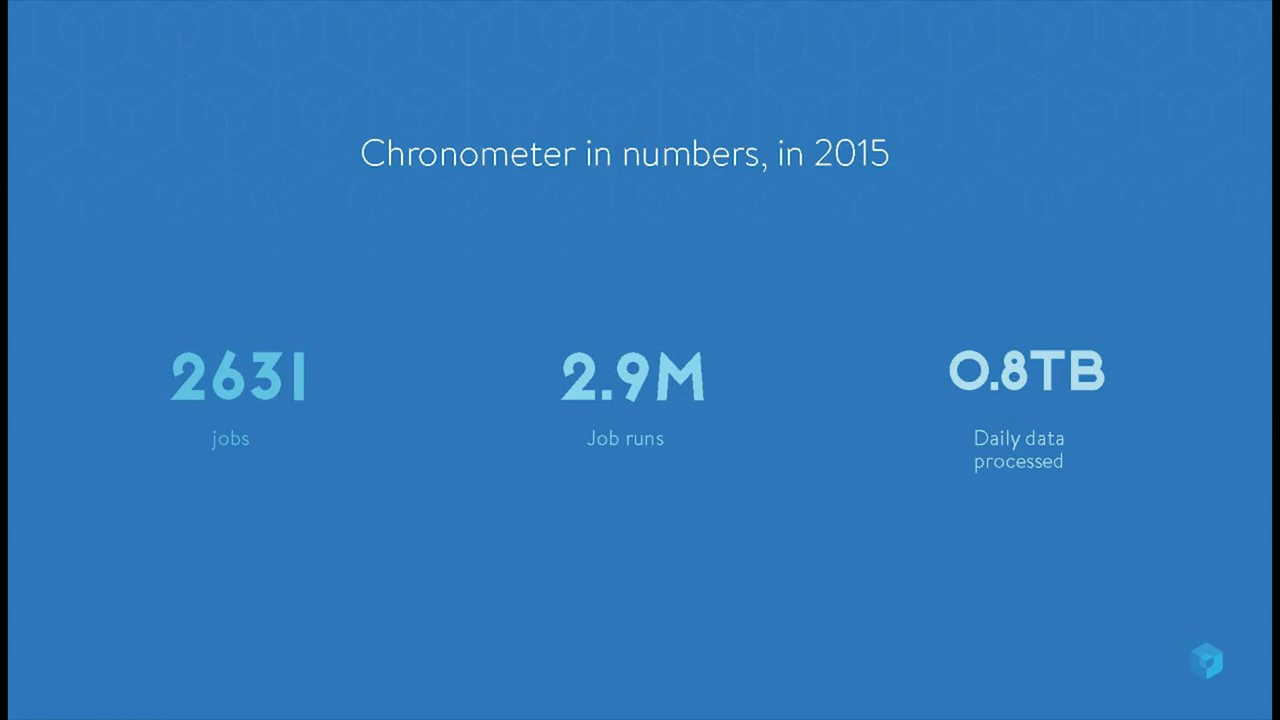 Chronometer in numbers, in 2015
2631
jobs
2.9M
Job runs
0.8TB
Daily data
processed